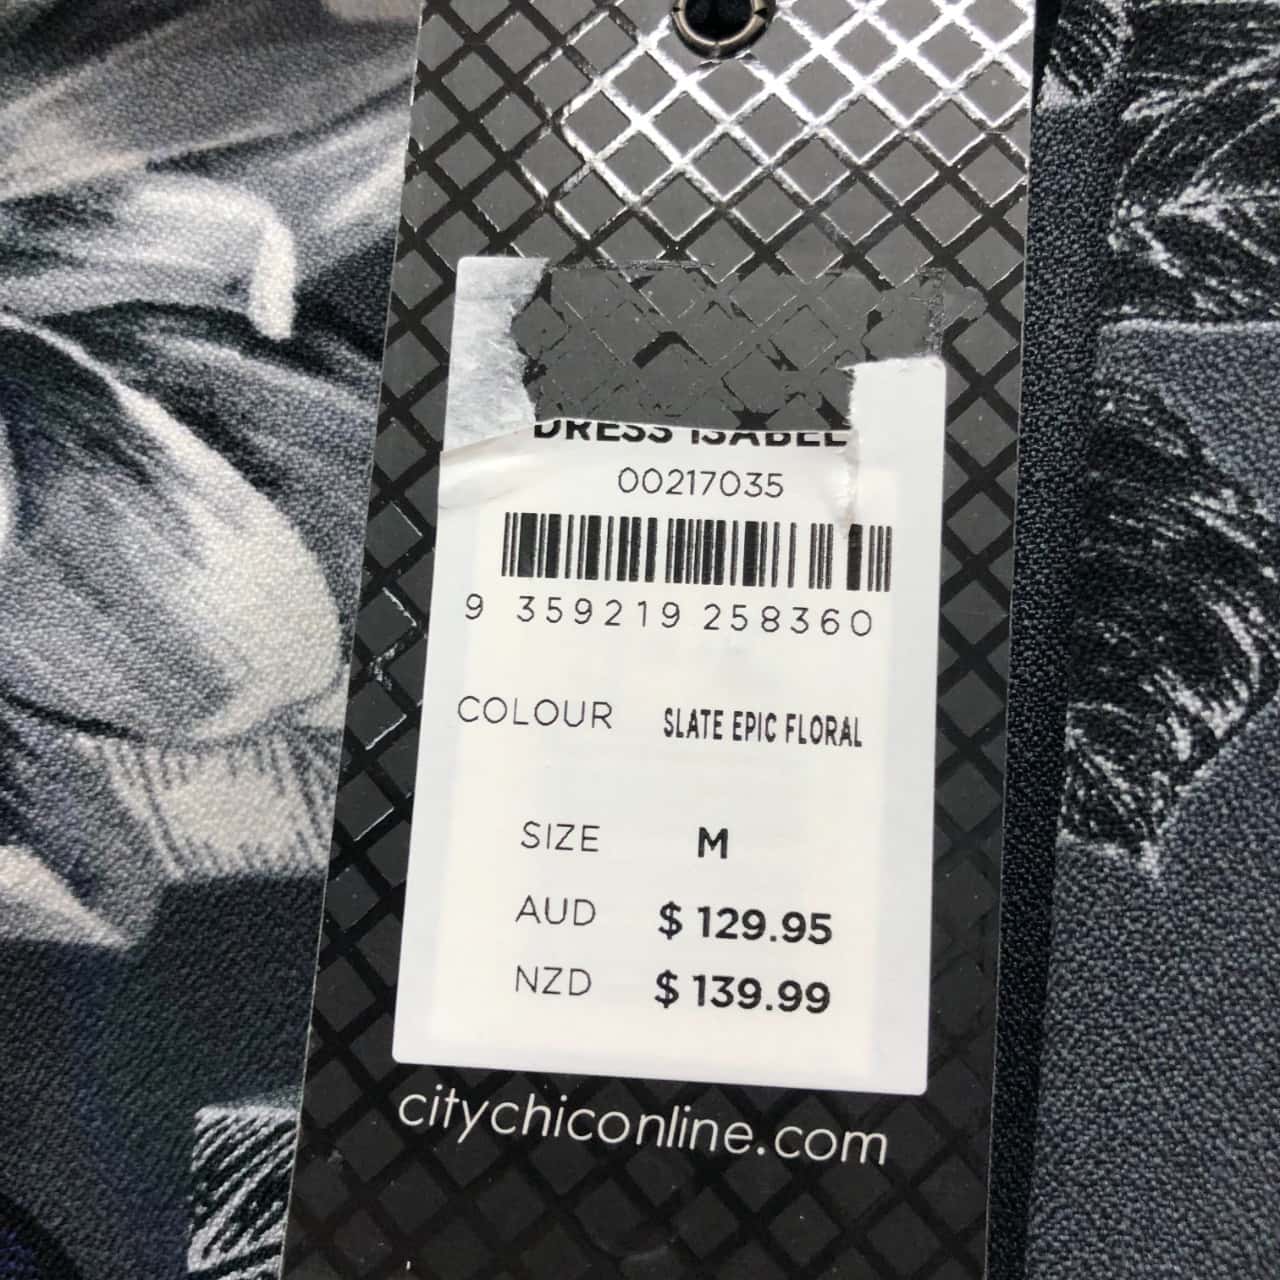 DRESS ISABEL
00217035
9 359219 258360
COLOUR SLATE EPIC FLORAL
SIZE M
AUD $ 129.95
NZD $ 139.99
citychiconline.com